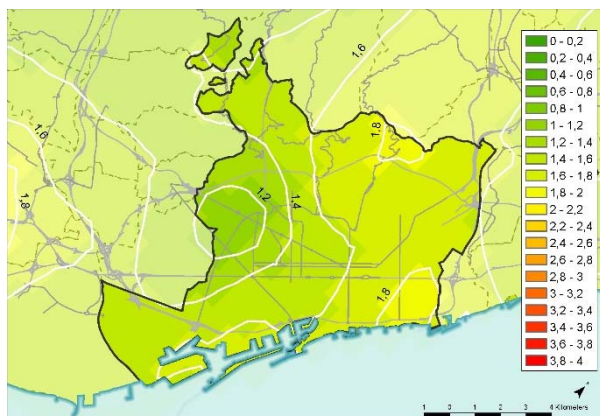 1,6
1,8
1,6
1,2
1,4
1,8
1,8
0 - 0,2
0,2 - 0,4
0,4 - 0,6
0,6 - 0,8
0,8 - 1
1 - 1,2
1,2 - 1,4
1,4 - 1,6
1,6 - 1,8
1,8 - 2
2 - 2,2
2,2 - 2,4
2,4 - 2,6
2,6 - 2,8
2,8 - 3
3 - 3,2
3,2 - 3,4
3,4 - 3,6
3,6 - 3,8
3,8 - 4
1 0 1 2 3 4 Kilometers